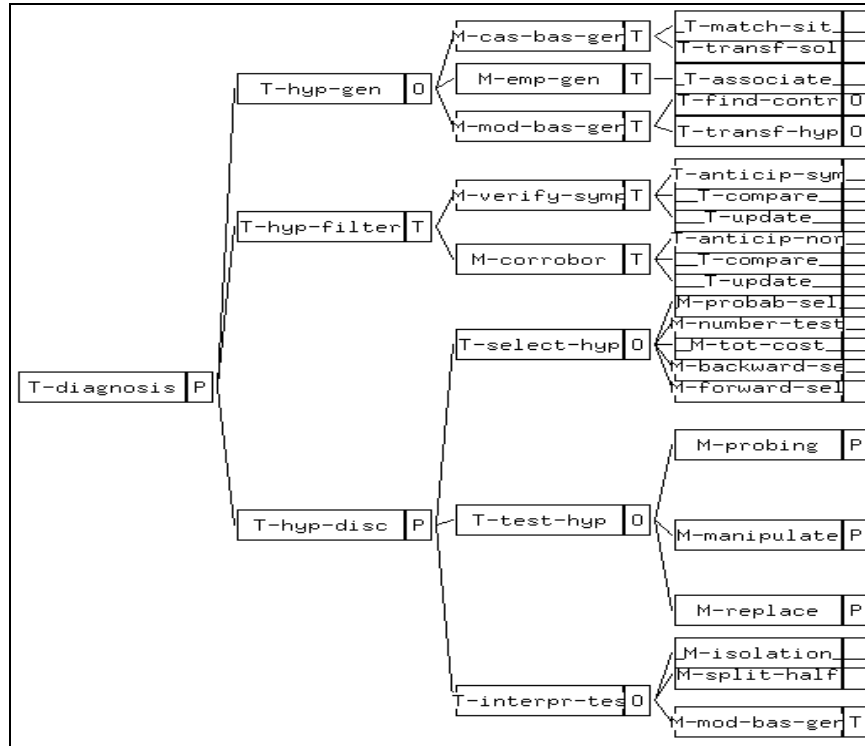 T-diagnosis P
T-hyp-gen O
M-cas-bas-ger T
T-match-sit
T-transf-sol
M-emp-gen T
T-associate
M-mod-bas-ger T
T-find-contr O
T-transf-hyp O
T-hyp-filter T
M-verify-symp T
T-anticip-sym
T-compare
T-update
M-corrobor T
T-anticip-nor
T-compare
T-update
T-hyp-disc P
T-select-hyp O
M-probab-sel
M-number-test
M-tot-cost
M-backward-se
M-forward-sel
T-test-hyp O
M-probing P
M-manipulate P
M-replace P
T-interpr-tes O
M-isolation
M-split-half
M-mod-bas-ger T